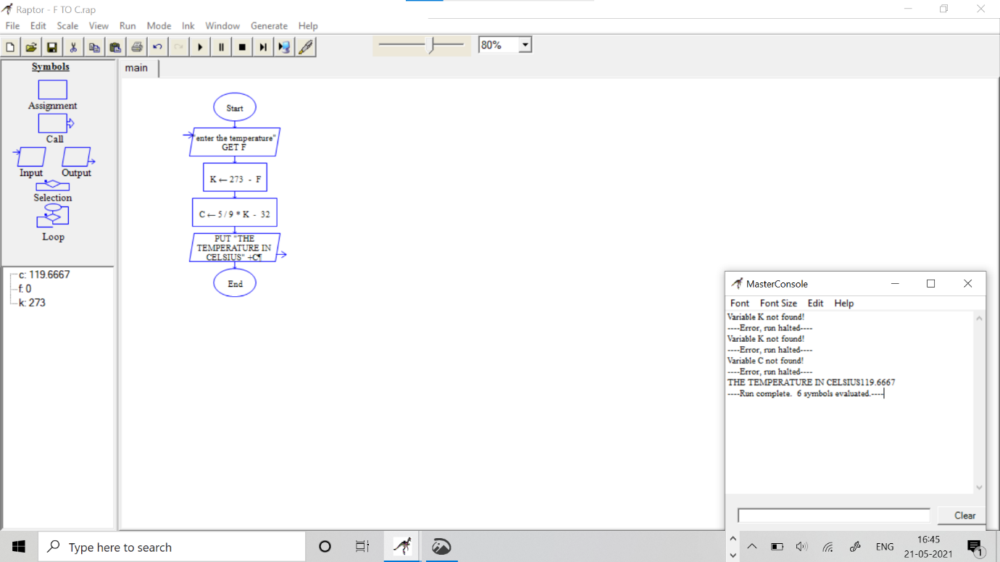 Raptor - F TO C.rap
File Edit Scale View Run Mode Ink Window Generate Help
80%
Symbols
Assignment
Call
Input Output
Selection
Loop
main
Start
"enter the temperature"
GET F
K ← 273 - F
C ← 5 / 9 * K - 32
PUT "THE
TEMPERATURE IN
CELSIUS" +C¶
End
c: 119.6667
f: 0
k: 273
MasterConsole
Font Font Size Edit Help
Variable K not found!
----Error, run halted----
Variable K not found!
----Error, run halted----
Variable C not found!
----Error, run halted----
THE TEMPERATURE IN CELSIUS119.6667
----Run complete. 6 symbols evaluated.----
Clear
Type here to search
ENG
16:45
21-05-2021
1